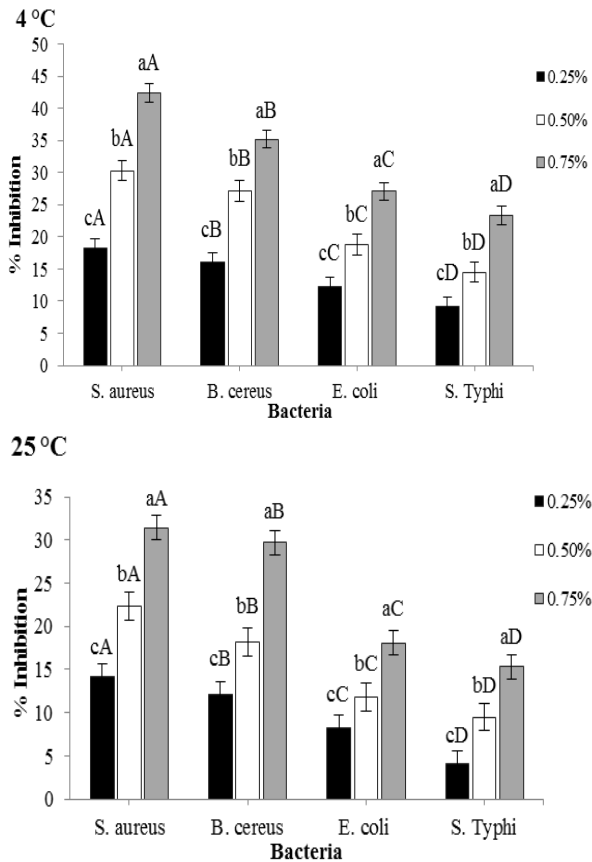 4 °C
50
45
40
35
30
25
20
15
10
5
0
% Inhibition
aA
bA
cA
aB
bB
cB
aC
bC
cC
aD
bD
cD
0.25%
0.50%
0.75%
S. aureus B. cereus E. coli S. Typhi
Bacteria
25 °C
35
30
25
20
15
10
5
0
% Inhibition
aA
bA
cA
aB
bB
cB
aC
bC
cC
aD
bD
cD
0.25%
0.50%
0.75%
S. aureus B. cereus E. coli S. Typhi
Bacteria